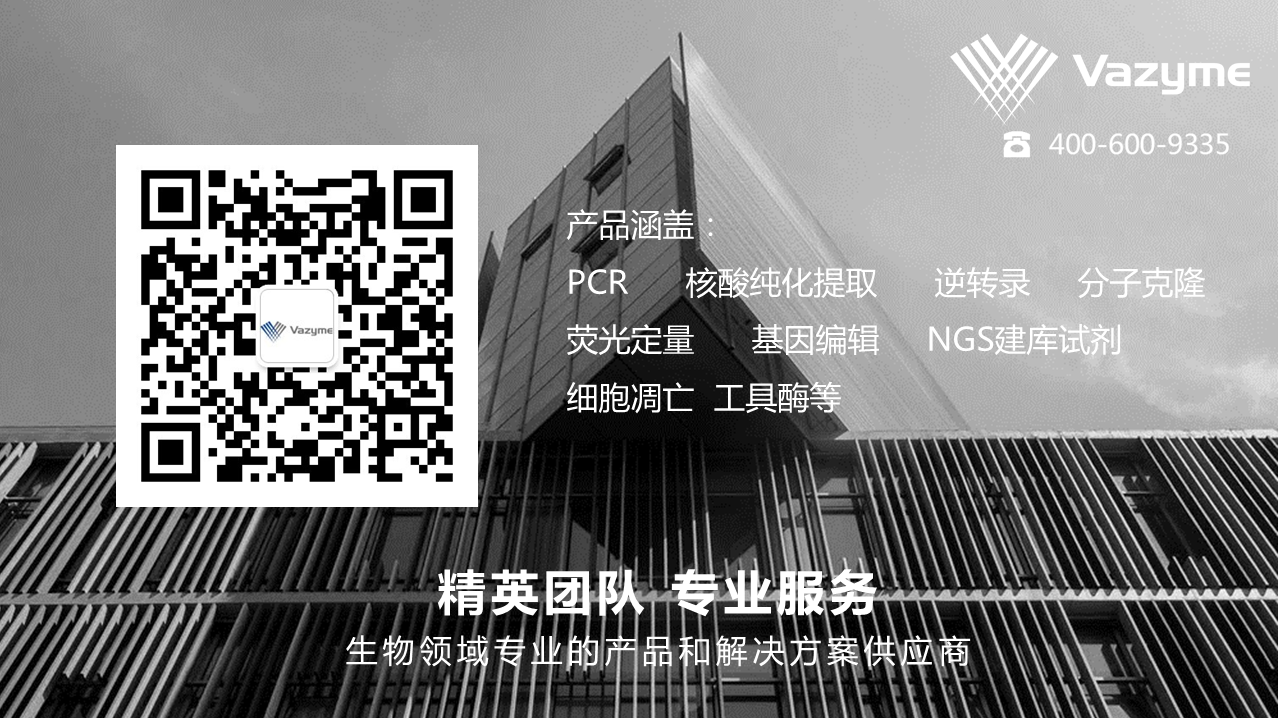 Vazyme
400-600-9335
产品涵盖：
PCR 核酸纯化提取 逆转录 分子克隆
荧光定量 基因编辑 NGS建库试剂
细胞凋亡 工具酶等
Vazyme
精英团队 专业服务
生物领域专业的产品和解决方案供应商